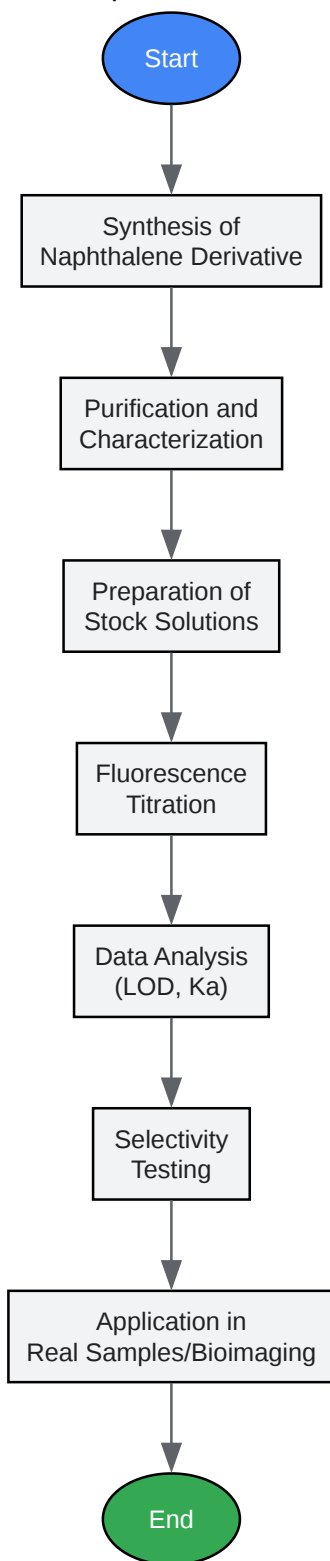 Start
Synthesis of
Naphthalene Derivative
Purification and
Characterization
Preparation of
Stock Solutions
Fluorescence
Titration
Data Analysis
(LOD, Ka)
Selectivity
Testing
Application in
Real Samples/Bioimaging
End